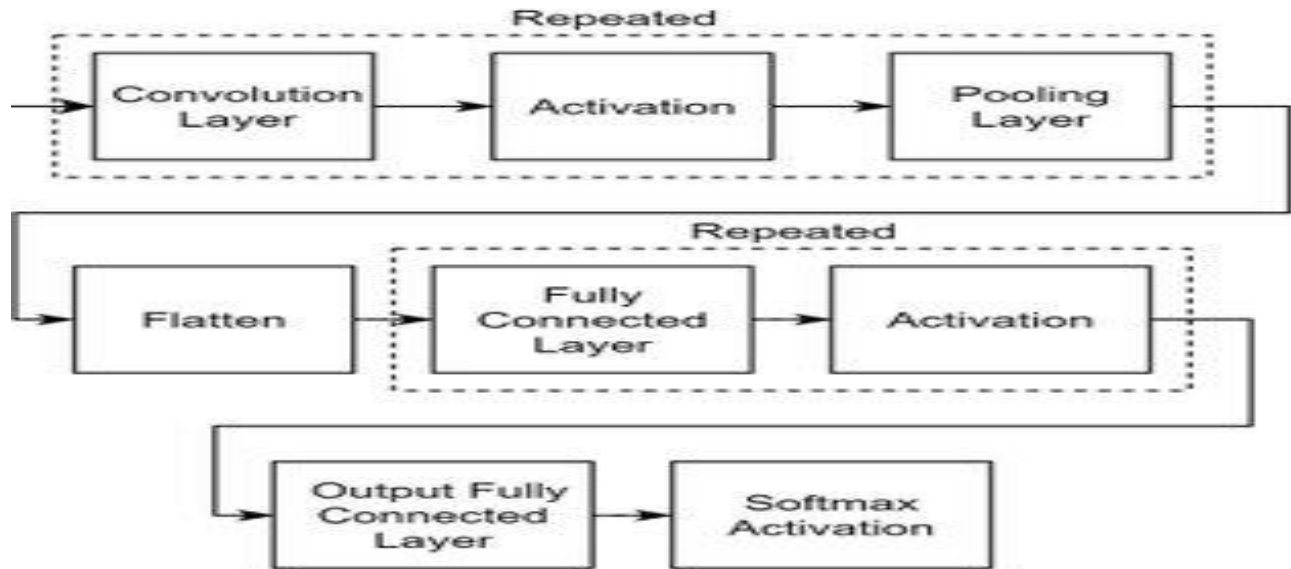 Repeated
Convolution
Layer
Activation
Pooling
Layer
Repeated
Flatten
Fully
Connected
Layer
Activation
Output Fully
Connected
Layer
Softmax
Activation